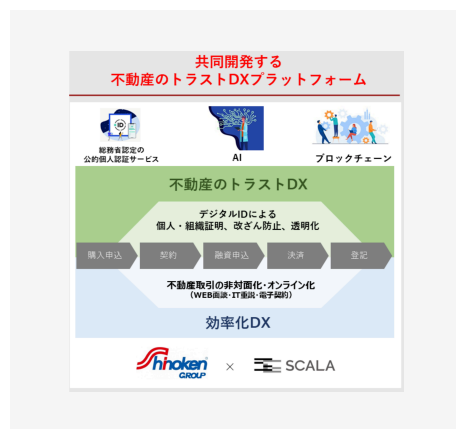 共同開発する
不動産のトラストDXプラットフォーム
ID
総務省認定の
公的個人認証サービス
AI
ブロックチェーン
不動産のトラストDX
デジタルIDによる
個人・組織証明、改ざん防止、透明化
購入申込
契約
融資申込
決済
登記
不動産取引の非対面化・オンライン化
（WEB面談・IT重説・電子契約）
効率化DX
Shinoken GROUP × SCALA